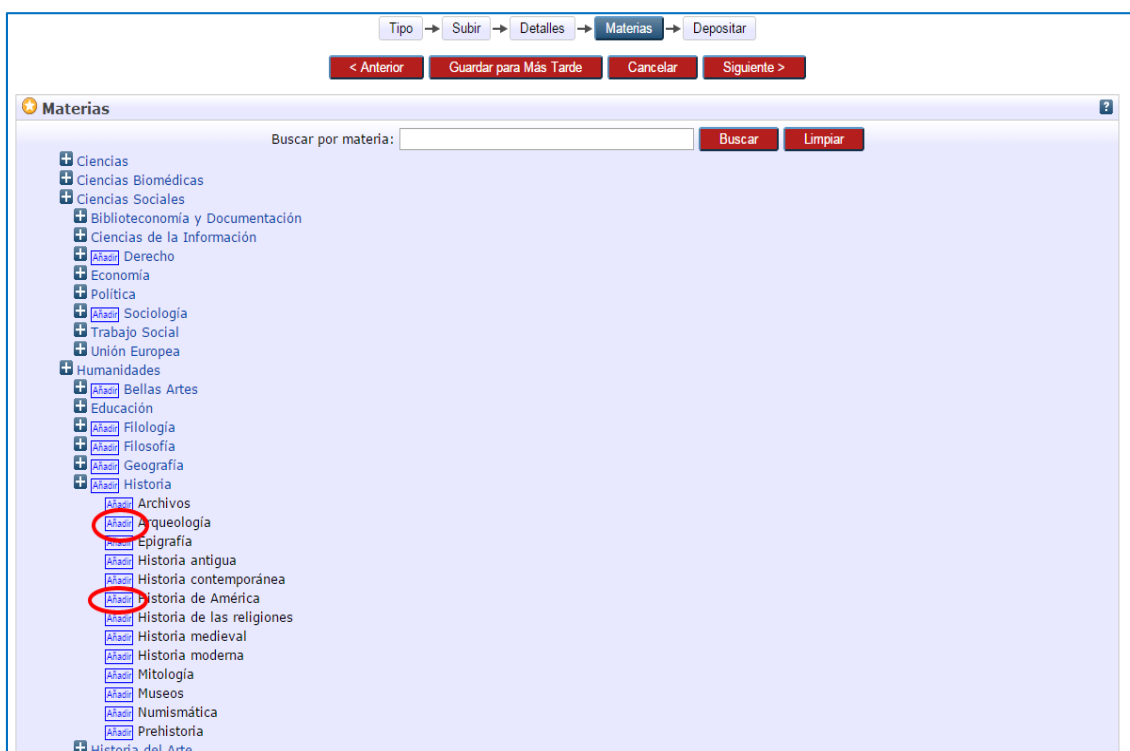 Tipo → Subir → Detalles → Materias → Depositar
< Anterior Guardar para Más Tarde Cancelar Siguiente >
Materias ?
Buscar por materia: Buscar Limpiar
Ciencias
Ciencias Biomédicas
Ciencias Sociales
Biblioteconomía y Documentación
Ciencias de la Información
Añadir Derecho
Economía
Política
Añadir Sociología
Trabajo Social
Unión Europea
Humanidades
Añadir Bellas Artes
Educación
Añadir Filología
Añadir Filosofía
Añadir Geografía
Añadir Historia
Añadir Archivos
Añadir Arqueología
Añadir Epigrafía
Añadir Historia antigua
Añadir Historia contemporánea
Añadir Historia de América
Añadir Historia de las religiones
Añadir Historia medieval
Añadir Historia moderna
Añadir Mitología
Añadir Museos
Añadir Numismática
Añadir Prehistoria
Historia del Arte